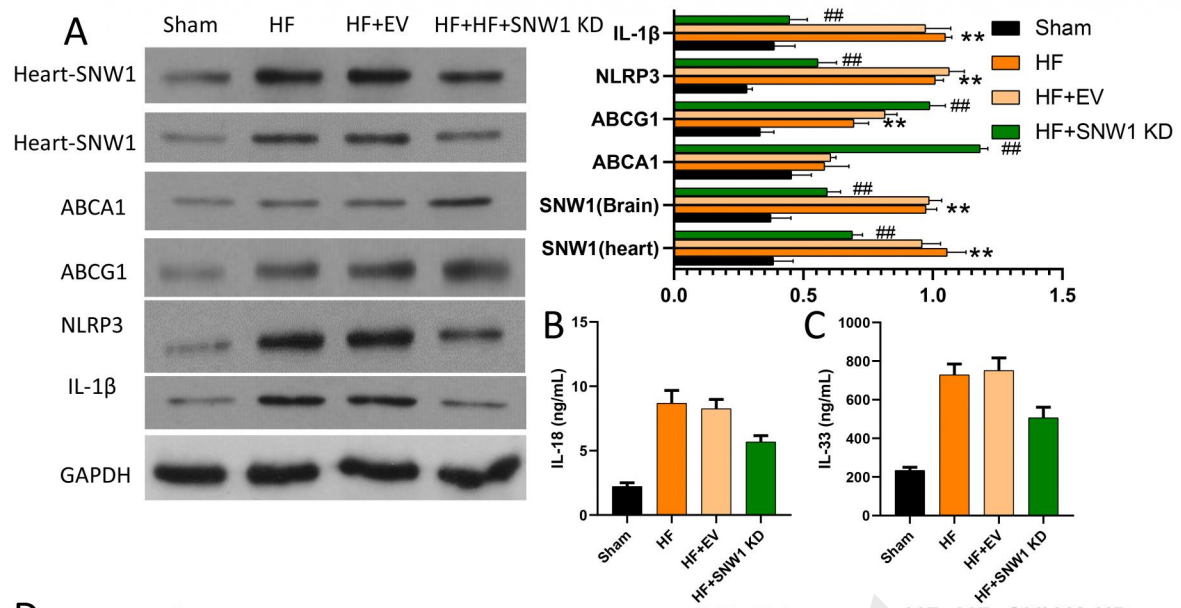 A
Sham HF HF+EV HF+HF+SNW1 KD
Heart-SNW1
Heart-SNW1
ABCA1
ABCG1
NLRP3
IL-1β
GAPDH
IL-1β ## **
NLRP3 ## **
ABCG1 ## **
ABCA1 ##
SNW1(Brain) ## **
SNW1(heart) ## **
0.0 0.5 1.0 1.5
Sham
HF
HF+EV
HF+SNW1 KD
B
IL-18 (ng/mL)
15
10
5
0
Sham HF HF+EV HF+SNW1 KD
C
IL-33 (ng/mL)
1000
800
600
400
200
0
Sham HF HF+EV HF+SNW1 KD